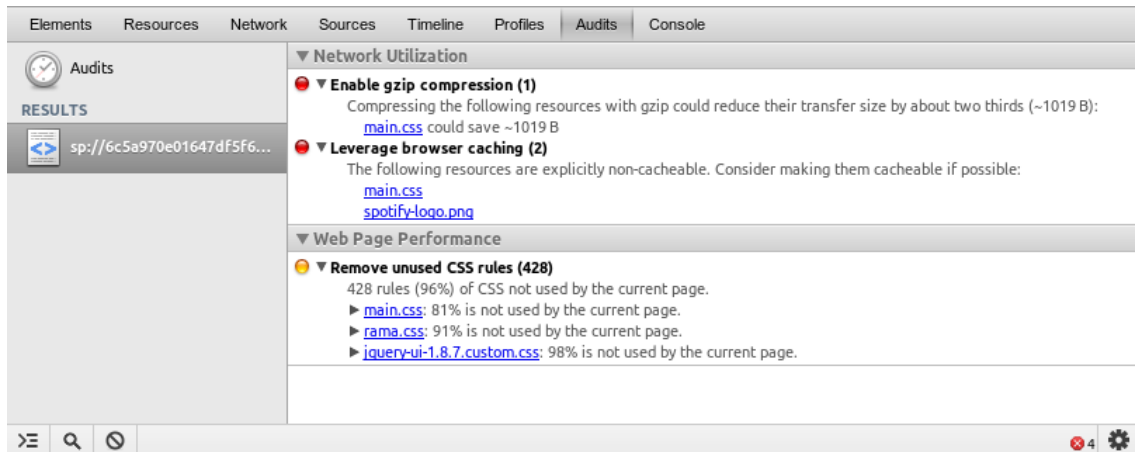 Elements Resources Network Sources Timeline Profiles Audits Console
Audits
RESULTS
sp://6c5a970e01647df5f6...
Network Utilization
Enable gzip compression (1)
Compressing the following resources with gzip could reduce their transfer size by about two thirds (~1019 B):
main.css could save ~1019 B
Leverage browser caching (2)
The following resources are explicitly non-cacheable. Consider making them cacheable if possible:
main.css
spotify-logo.png
Web Page Performance
Remove unused CSS rules (428)
428 rules (96%) of CSS not used by the current page.
main.css: 81% is not used by the current page.
rama.css: 91% is not used by the current page.
jquery-ui-1.8.7.custom.css: 98% is not used by the current page.
4